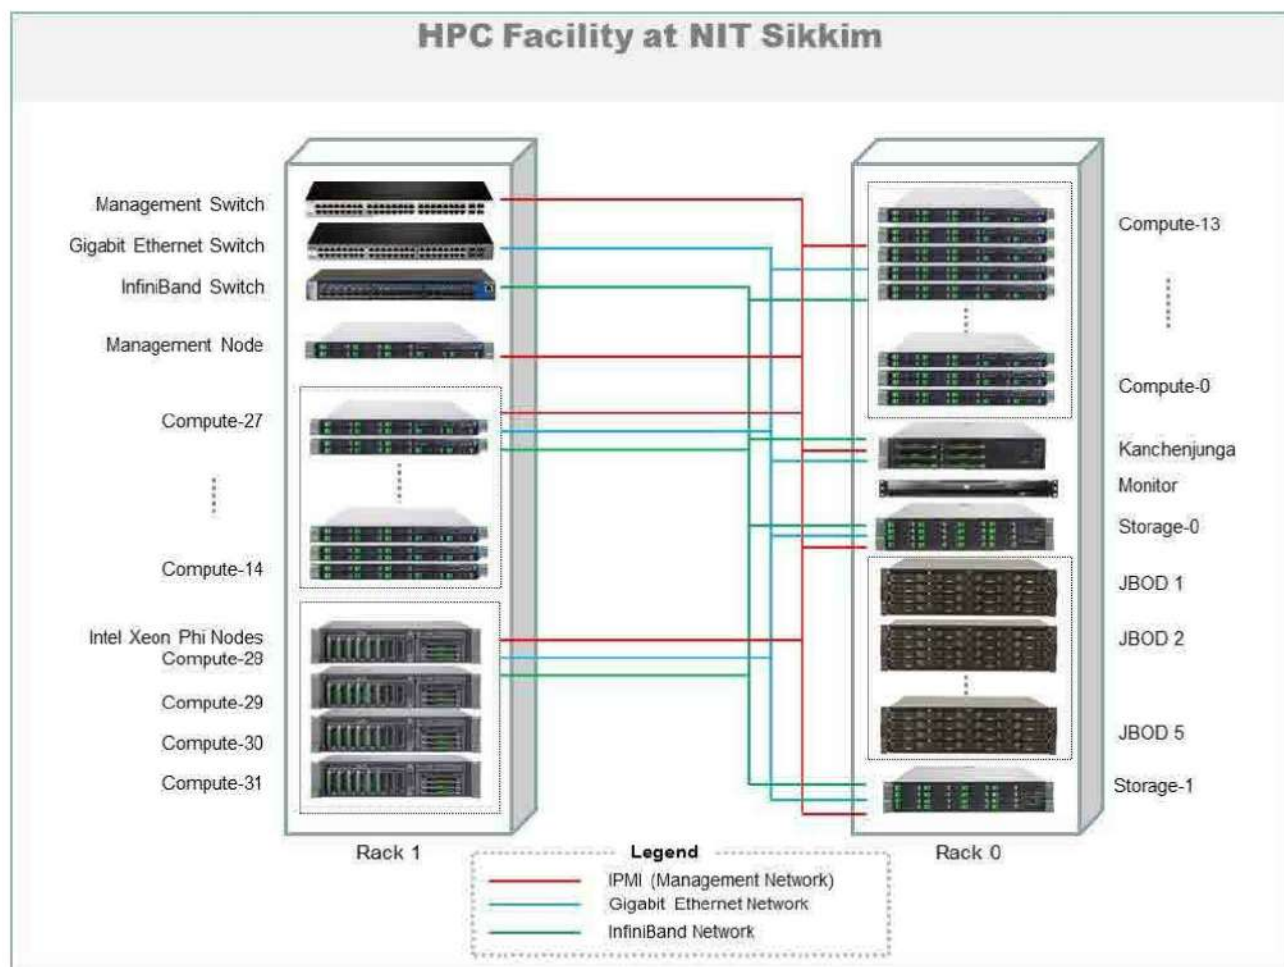 HPC Facility at NIT Sikkim
Management Switch
Gigabit Ethernet Switch
InfiniBand Switch
Management Node
Compute-27
Compute-14
Intel Xeon Phi Nodes
Compute-28
Compute-29
Compute-30
Compute-31
Rack 1
Compute-13
Compute-0
Kanchenjunga
Monitor
Storage-0
JBOD 1
JBOD 2
JBOD 5
Storage-1
Rack 0
Legend
IPMI (Management Network)
Gigabit Ethernet Network
InfiniBand Network